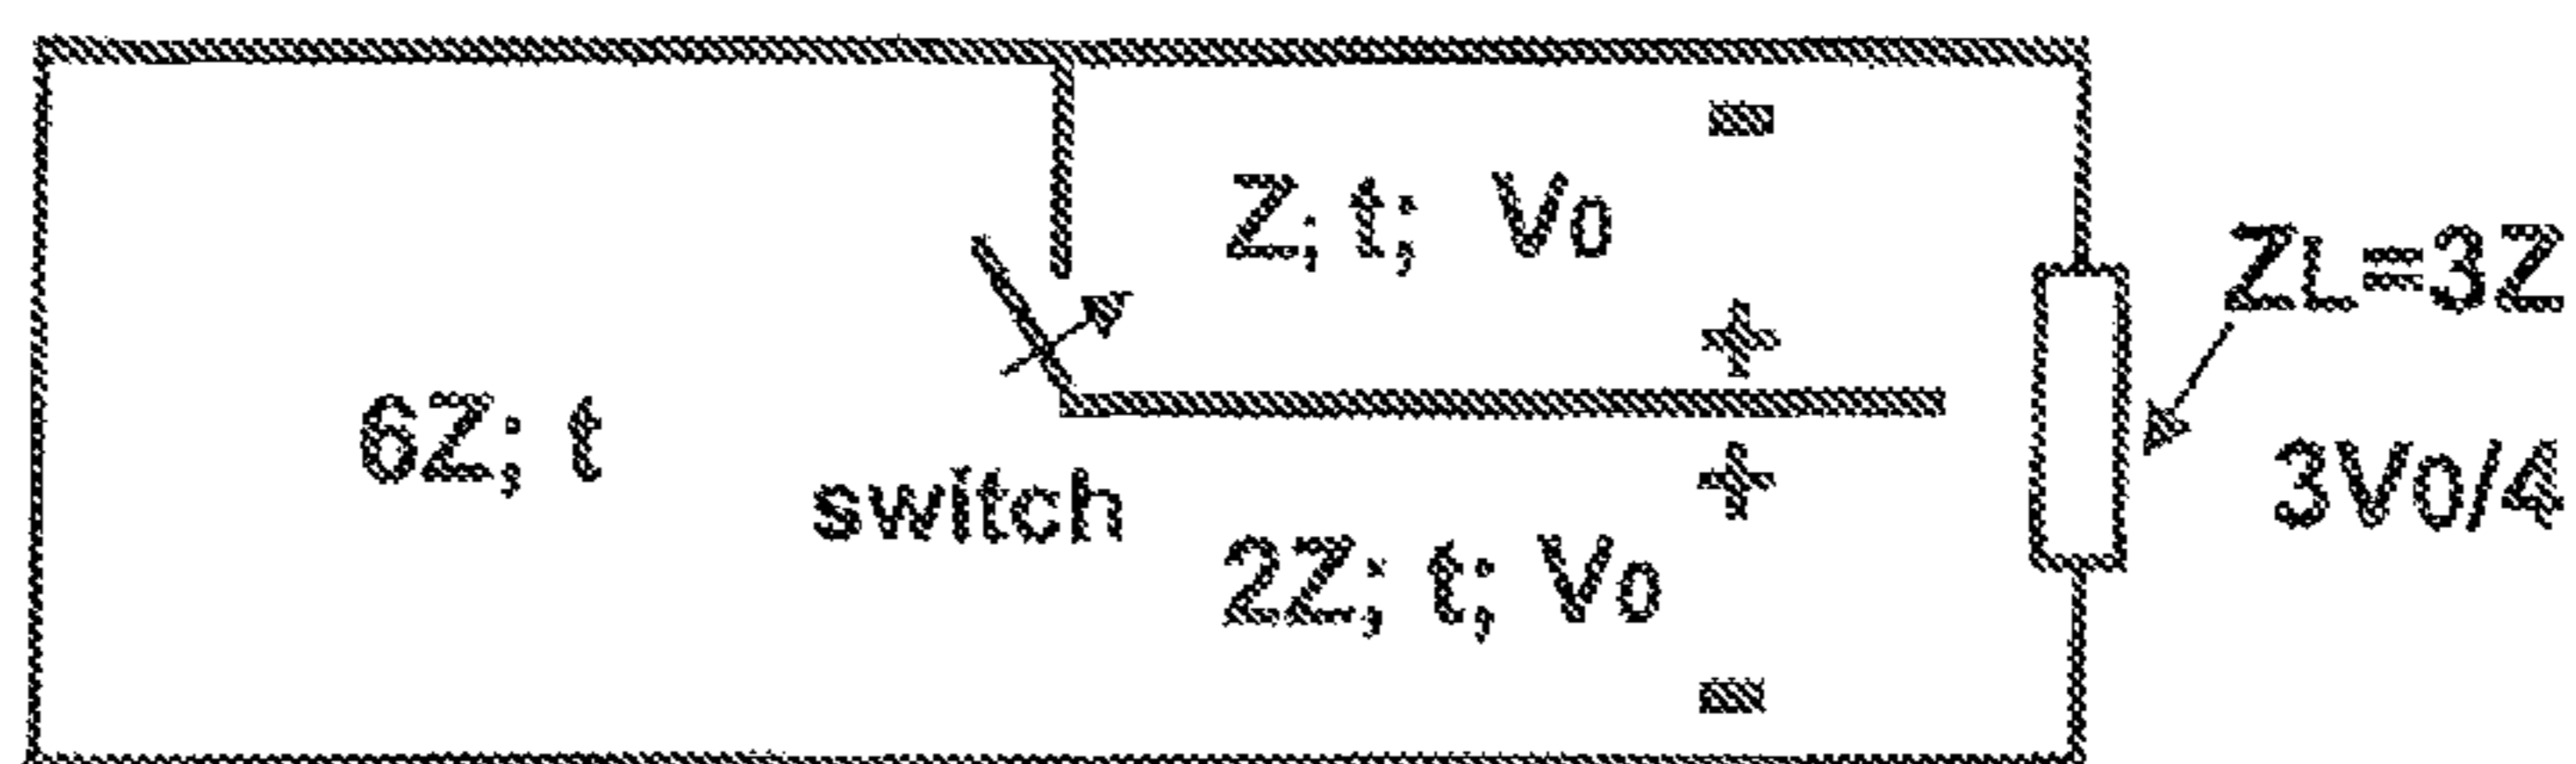 Z; t; V0
ZL=3Z
6Z; t
3V0/4
switch
2Z; t; V0